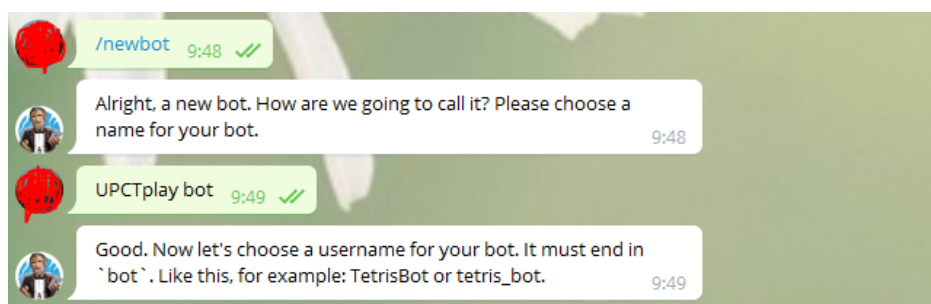 /newbot 9:48
Alright, a new bot. How are we going to call it? Please choose a
name for your bot. 9:48
UPCTplay bot 9:49
Good. Now let's choose a username for your bot. It must end in
`bot`. Like this, for example: TetrisBot or tetris_bot. 9:49